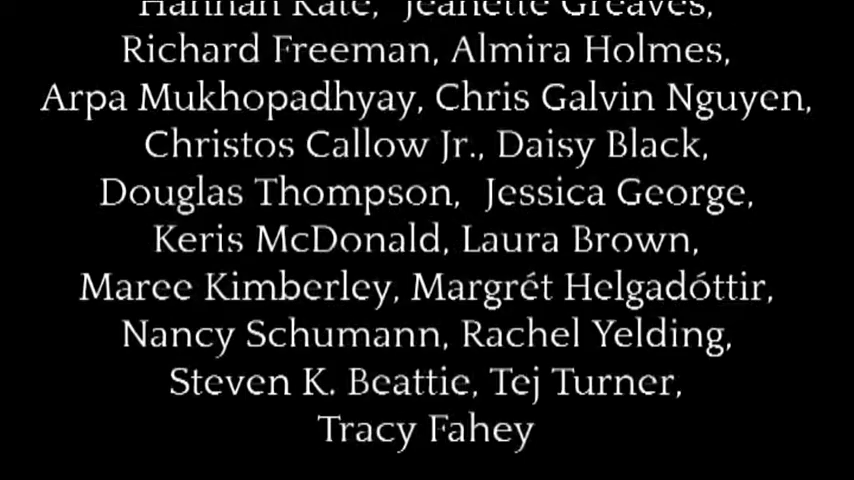 Hannah Kate, Jeanette Greaves,
Richard Freeman, Almira Holmes,
Arpa Mukhopadhyay, Chris Galvin Nguyen,
Christos Callow Jr., Daisy Black,
Douglas Thompson, Jessica George,
Keris McDonald, Laura Brown,
Maree Kimberley, Margrét Helgadóttir,
Nancy Schumann, Rachel Yelding,
Steven K. Beattie, Tej Turner,
Tracy Fahey